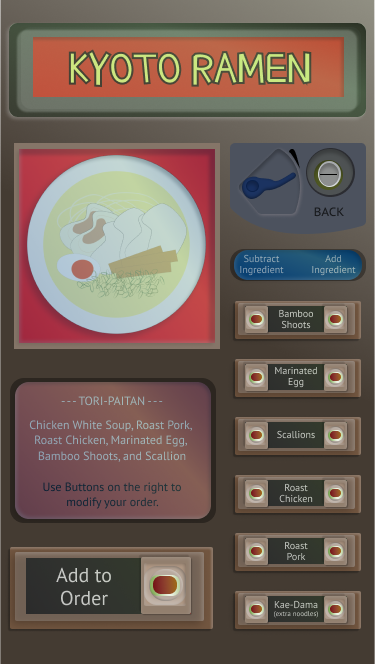 KYOTO RAMEN
BACK
Subtract
Ingredient
Add
Ingredient
Bamboo
Shoots
Marinated
Egg
Scallions
Roast
Chicken
Roast
Pork
Kae-Dama
(extra noodles)
--- TORI-PAITAN ---
Chicken White Soup, Roast Pork,
Roast Chicken, Marinated Egg,
Bamboo Shoots, and Scallion
Use Buttons on the right to
modify your order.
Add to
Order